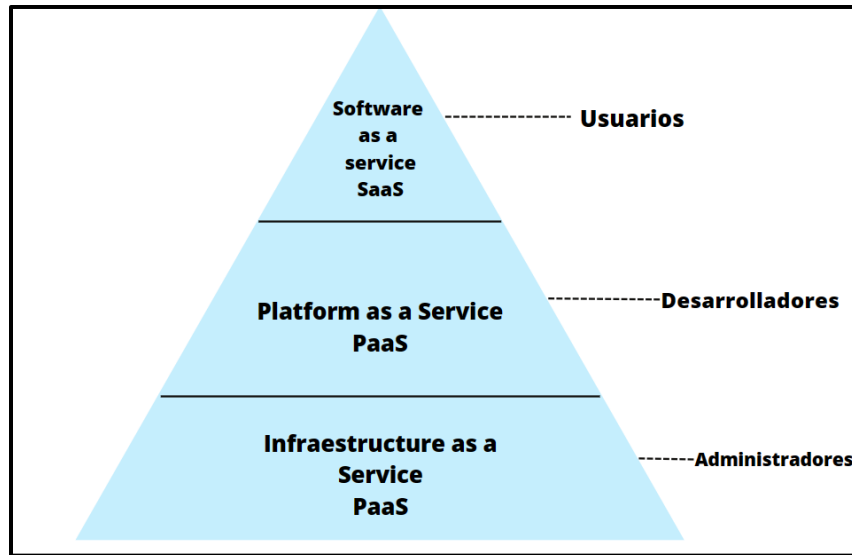 Software
as a
service
SaaS
Usuarios
Platform as a Service
PaaS
Desarrolladores
Infraestructure as a
Service
PaaS
Administradores